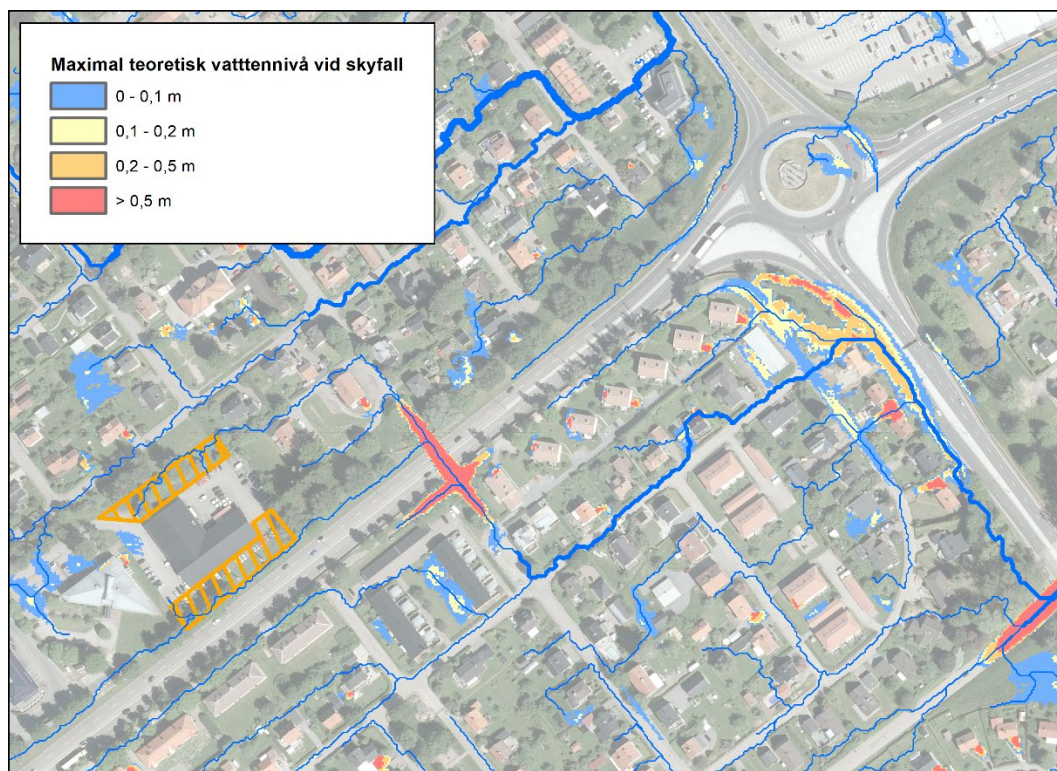 Maximal teoretisk vatttennivå vid skyfall
0 - 0,1 m
0,1 - 0,2 m
0,2 - 0,5 m
> 0,5 m